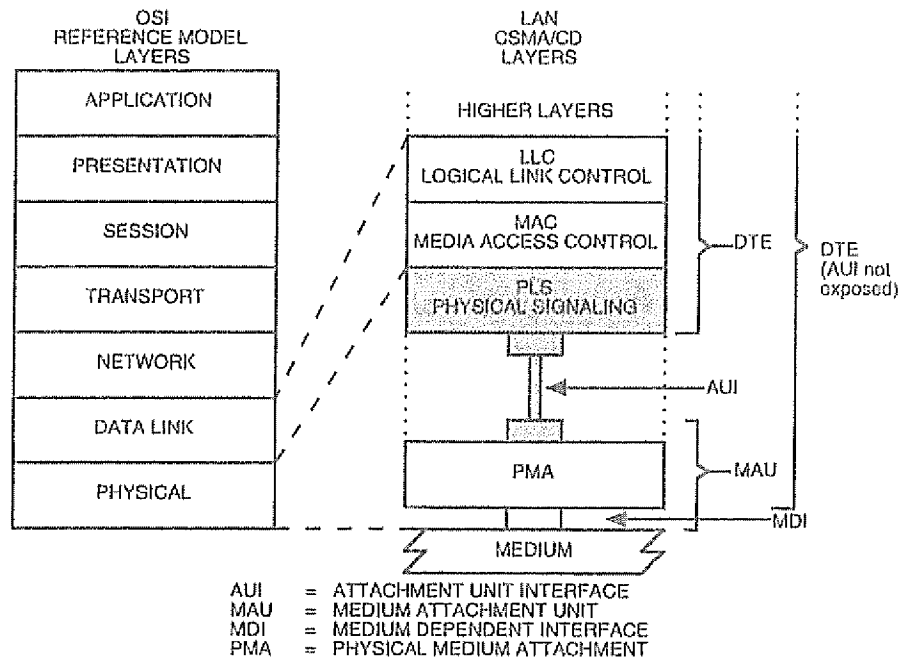 OSI
REFERENCE MODEL
LAYERS
APPLICATION
PRESENTATION
SESSION
TRANSPORT
NETWORK
DATA LINK
PHYSICAL
LAN
CSMA/CD
LAYERS
HIGHER LAYERS
LLC
LOGICAL LINK CONTROL
MAC
MEDIA ACCESS CONTROL
PLS
PHYSICAL SIGNALING
DTE
DTE
(AUI not
exposed)
AUI
PMA
MAU
MDI
MEDIUM
AUI = ATTACHMENT UNIT INTERFACE
MAU = MEDIUM ATTACHMENT UNIT
MDI = MEDIUM DEPENDENT INTERFACE
PMA = PHYSICAL MEDIUM ATTACHMENT